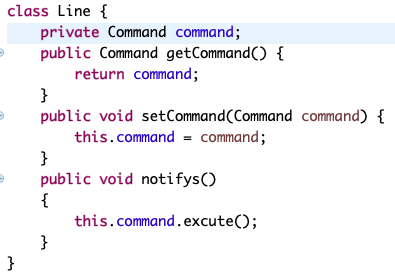 class Line {
    private Command command;
    public Command getCommand() {
        return command;
    }
    public void setCommand(Command command) {
        this.command = command;
    }
    public void notifys()
    {
        this.command.excute();
    }
}